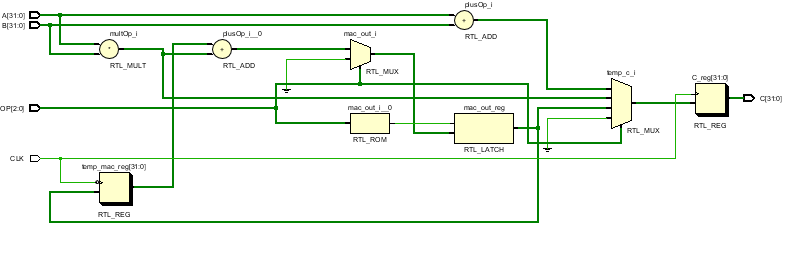 plusOp_i
A[31:0]
B[31:0]
RTL_ADD
multOp_i
plusOp_i__0
mac_out_i
RTL_MULT
RTL_ADD
RTL_MUX
temp_c_i
C_reg[31:0]
C[31:0]
OP[2:0]
mac_out_i__0
mac_out_reg
RTL_MUX
RTL_REG
RTL_ROM
RTL_LATCH
CLK
temp_mac_reg[31:0]
RTL_REG